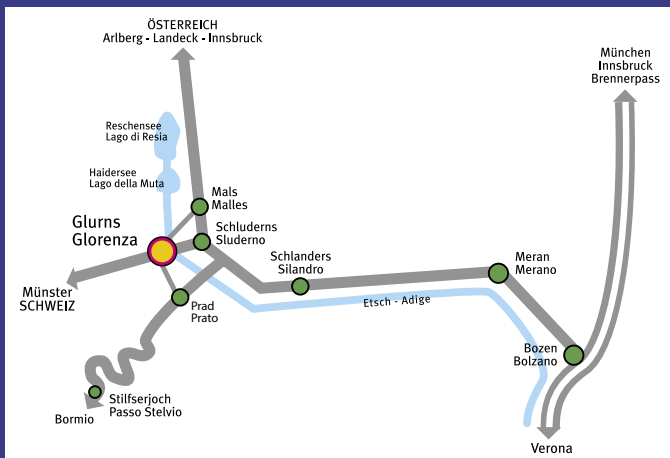 ÖSTERREICH
Arlberg - Landeck - Innsbruck
München
Innsbruck
Brennerpass
Reschensee
Lago di Resia
Haidersee
Lago della Muta
Mals
Malles
Glurns
Glorenza
Schluderns
Sluderno
Schlanders
Silandro
Meran
Merano
Münster
SCHWEIZ
Prad
Prato
Etsch - Adige
Bozen
Bolzano
Stilfserjoch
Passo Stelvio
Bormio
Verona